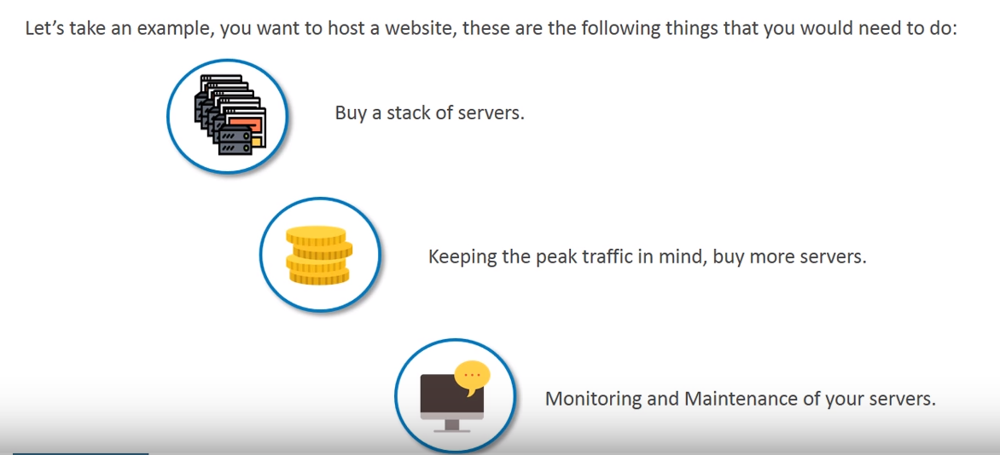 Let’s take an example, you want to host a website, these are the following things that you would need to do:
Buy a stack of servers.
Keeping the peak traffic in mind, buy more servers.
Monitoring and Maintenance of your servers.